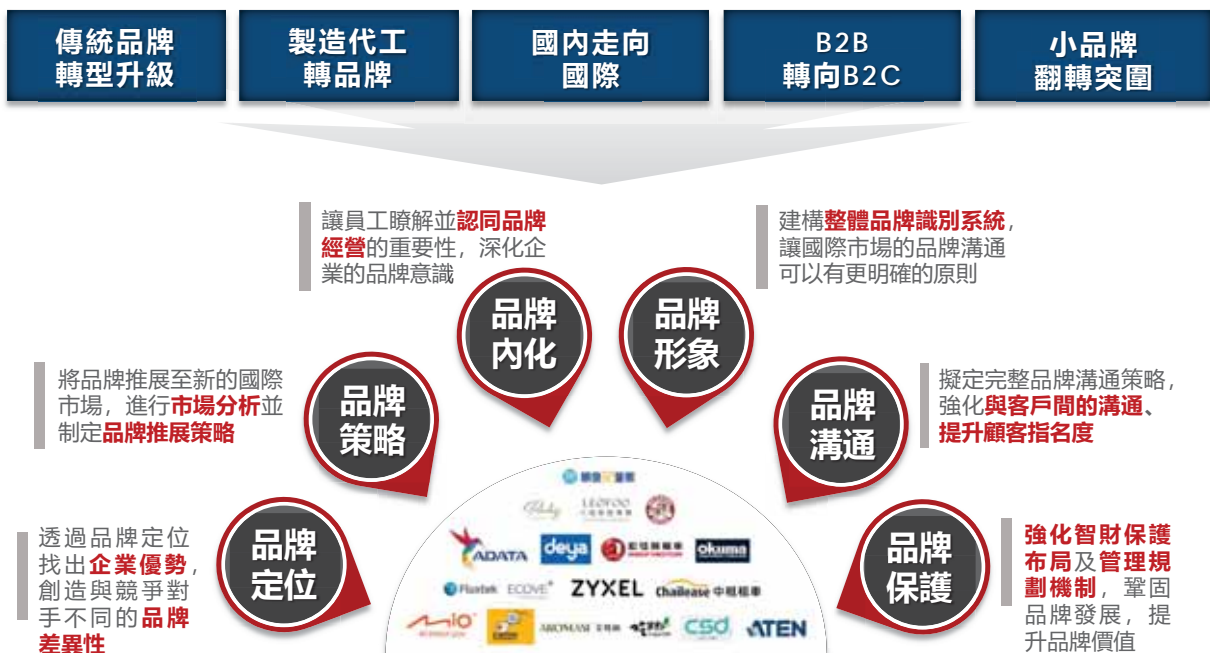 傳統品牌
轉型升級
製造代工
轉品牌
國內走向
國際
B2B
轉向B2C
小品牌
翻轉突圍
讓員工瞭解並認同品牌
經營的重要性，深化企
業的品牌意識
建構整體品牌識別系統，
讓國際市場的品牌溝通
可以有更明確的原則
品牌
內化
品牌
形象
將品牌推展至新的國際
市場，進行市場分析並
制定品牌推展策略
品牌
策略
品牌
溝通
擬定完整品牌溝通策略，
強化與客戶間的溝通、
提升顧客指名度
透過品牌定位
找出企業優勢，
創造與競爭對
手不同的品牌
差異性
品牌
定位
品牌
保護
強化智財保護
布局及管理規
劃機制，鞏固
品牌發展，提
升品牌價值
LEOFOO
ADATA
deya
okuma
ECOVE
ZYXEL
Chailease 中租租車
Mio
AROMASE
CSD
ATEN